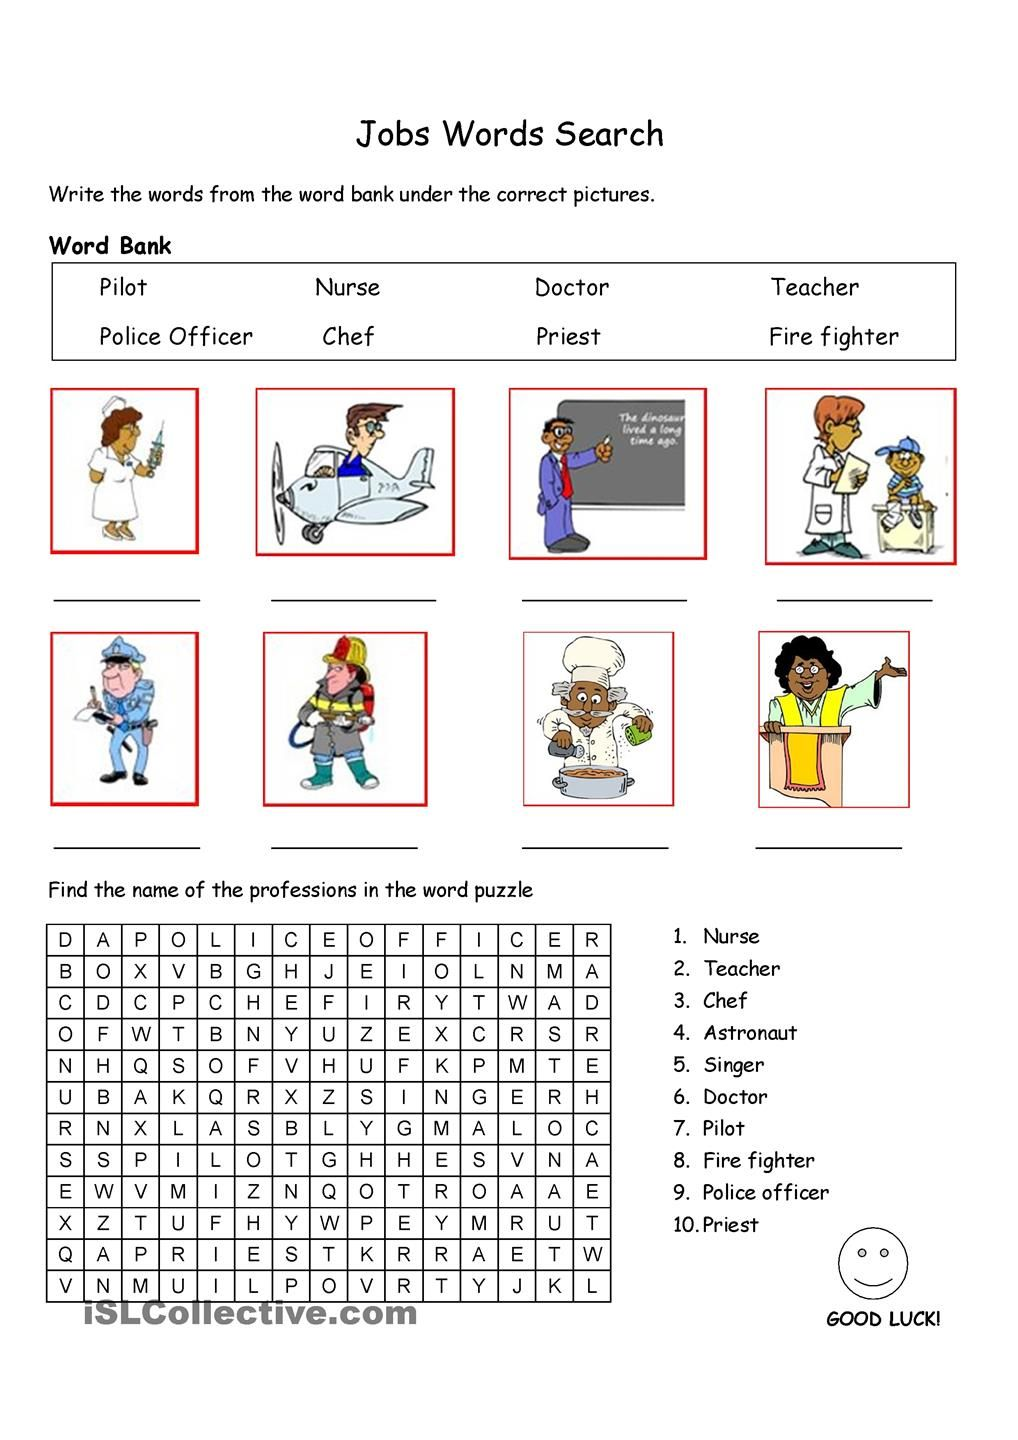 Jobs Words Search
Write the words from the word bank under the correct pictures.
Word Bank
Pilot Nurse Doctor Teacher
Police Officer Chef Priest Fire fighter
The dinosaur
lived a long
time ago.
Find the name of the professions in the word puzzle
D A P O L I C E O F F I C E R
B O X V B G H J E I O L N M A
C D C P C H E F I R Y T W A D
O F W T B N Y U Z E X C R S R
N H Q S O F V H U F K P M T E
U B A K Q R X Z S I N G E R H
R N X L A S B L Y G M A L O C
S S P I L O T G H H E S V N A
E W V M I Z N Q O T R O A A E
X Z T U F H Y W P E Y M R U T
Q A P R I E S T K R R A E T W
V N M U I L P O V R T Y J K L
1. Nurse
2. Teacher
3. Chef
4. Astronaut
5. Singer
6. Doctor
7. Pilot
8. Fire fighter
9. Police officer
10. Priest
GOOD LUCK!
iSLCollective.com